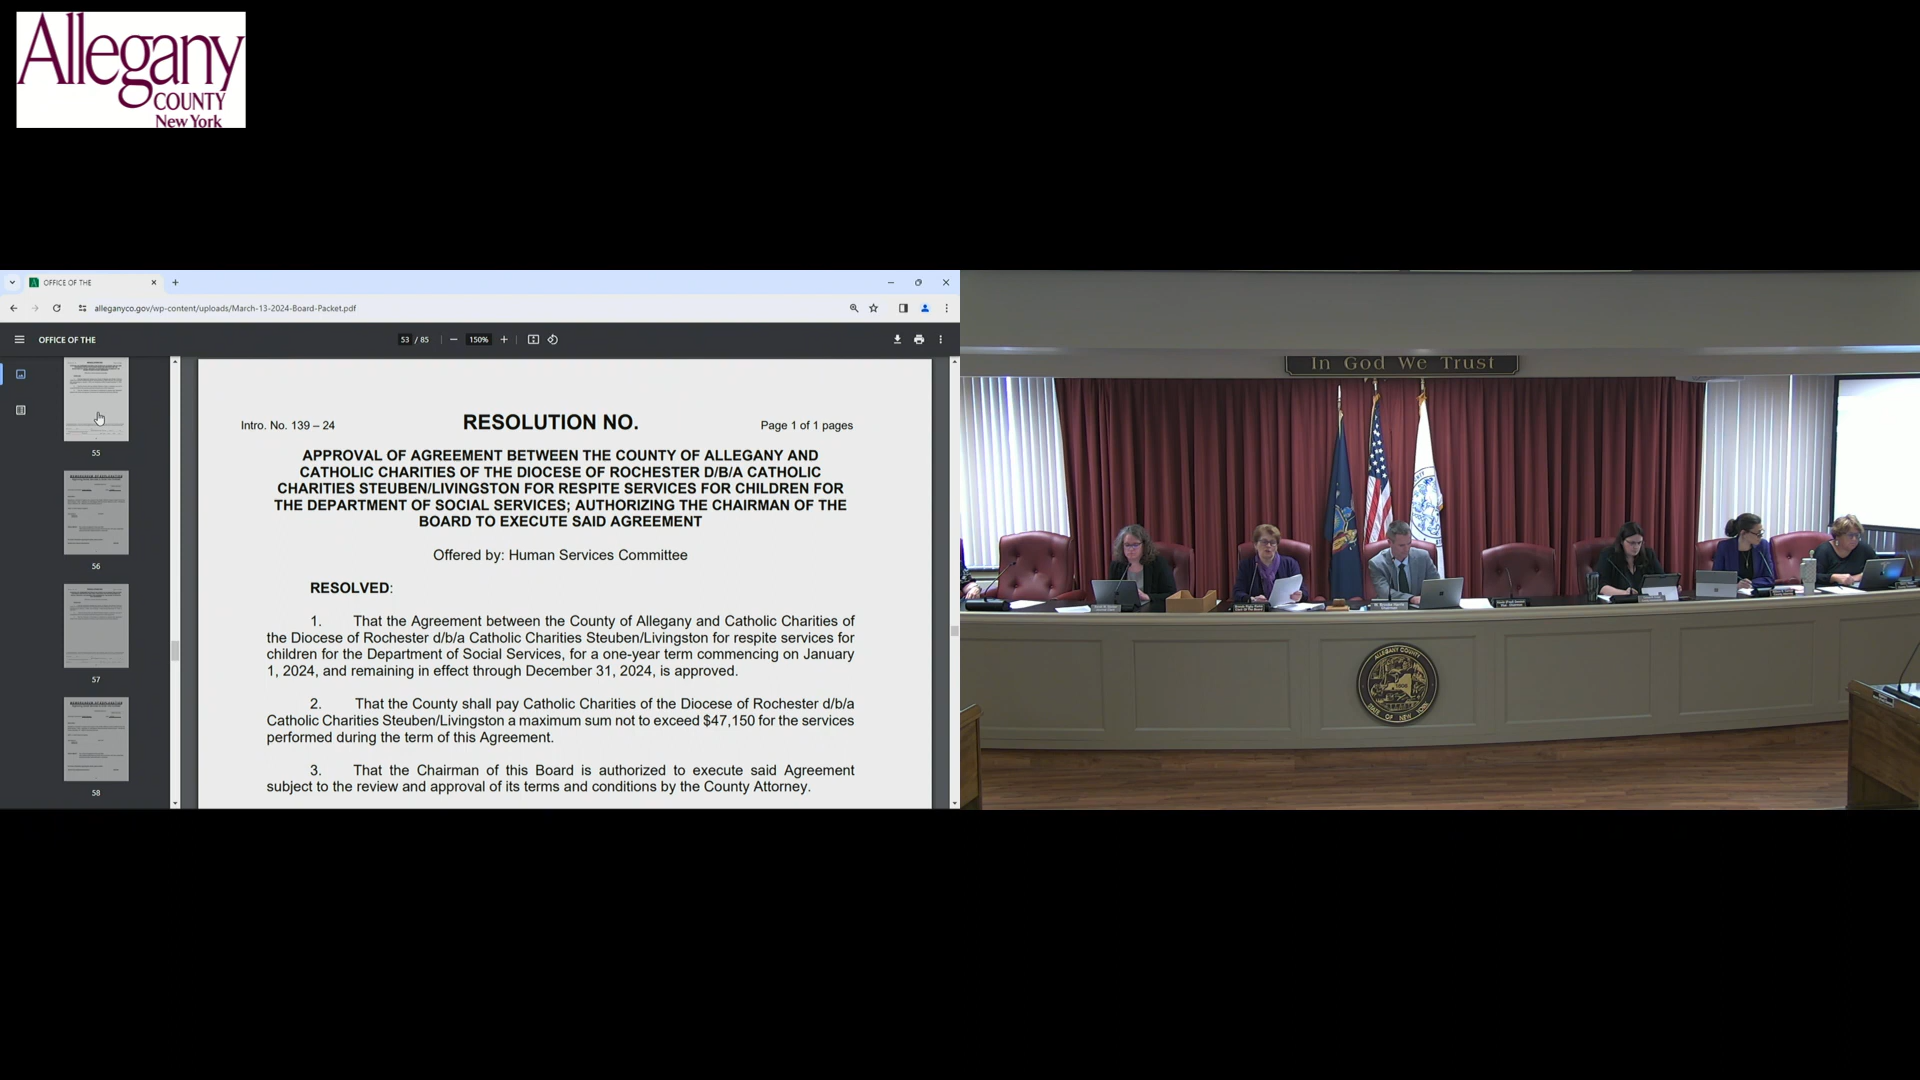 Allegany
COUNTY
New York
OFFICE OF THE
alleganyco.gov/wp-content/uploads/March-13-2024-Board-Packet.pdf
OFFICE OF THE
53 / 85
150%
55
56
57
58
Intro. No. 139 – 24
RESOLUTION NO.
Page 1 of 1 pages
APPROVAL OF AGREEMENT BETWEEN THE COUNTY OF ALLEGANY AND
CATHOLIC CHARITIES OF THE DIOCESE OF ROCHESTER D/B/A CATHOLIC
CHARITIES STEUBEN/LIVINGSTON FOR RESPITE SERVICES FOR CHILDREN FOR
THE DEPARTMENT OF SOCIAL SERVICES; AUTHORIZING THE CHAIRMAN OF THE
BOARD TO EXECUTE SAID AGREEMENT
Offered by: Human Services Committee
RESOLVED:
1. That the Agreement between the County of Allegany and Catholic Charities of
the Diocese of Rochester d/b/a Catholic Charities Steuben/Livingston for respite services for
children for the Department of Social Services, for a one-year term commencing on January
1, 2024, and remaining in effect through December 31, 2024, is approved.
2. That the County shall pay Catholic Charities of the Diocese of Rochester d/b/a
Catholic Charities Steuben/Livingston a maximum sum not to exceed $47,150 for the services
performed during the term of this Agreement.
3. That the Chairman of this Board is authorized to execute said Agreement
subject to the review and approval of its terms and conditions by the County Attorney.
In God We Trust
ALLEGANY COUNTY
STATE OF NEW YORK